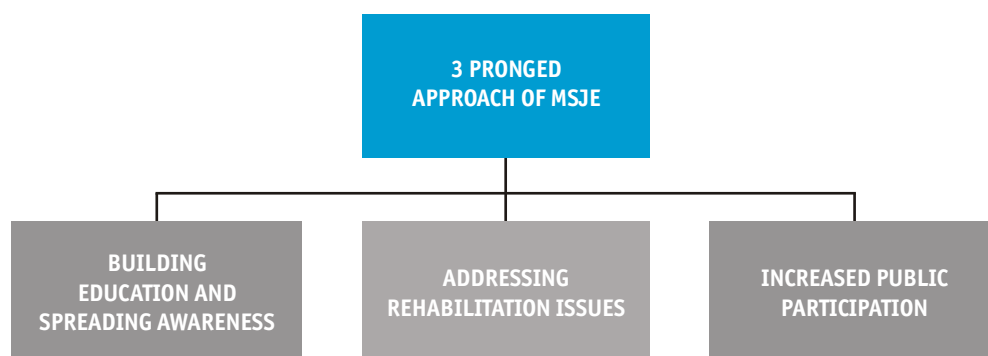 3 PRONGED
APPROACH OF MSJE
BUILDING
EDUCATION AND
SPREADING AWARENESS
ADDRESSING
REHABILITATION ISSUES
INCREASED PUBLIC
PARTICIPATION